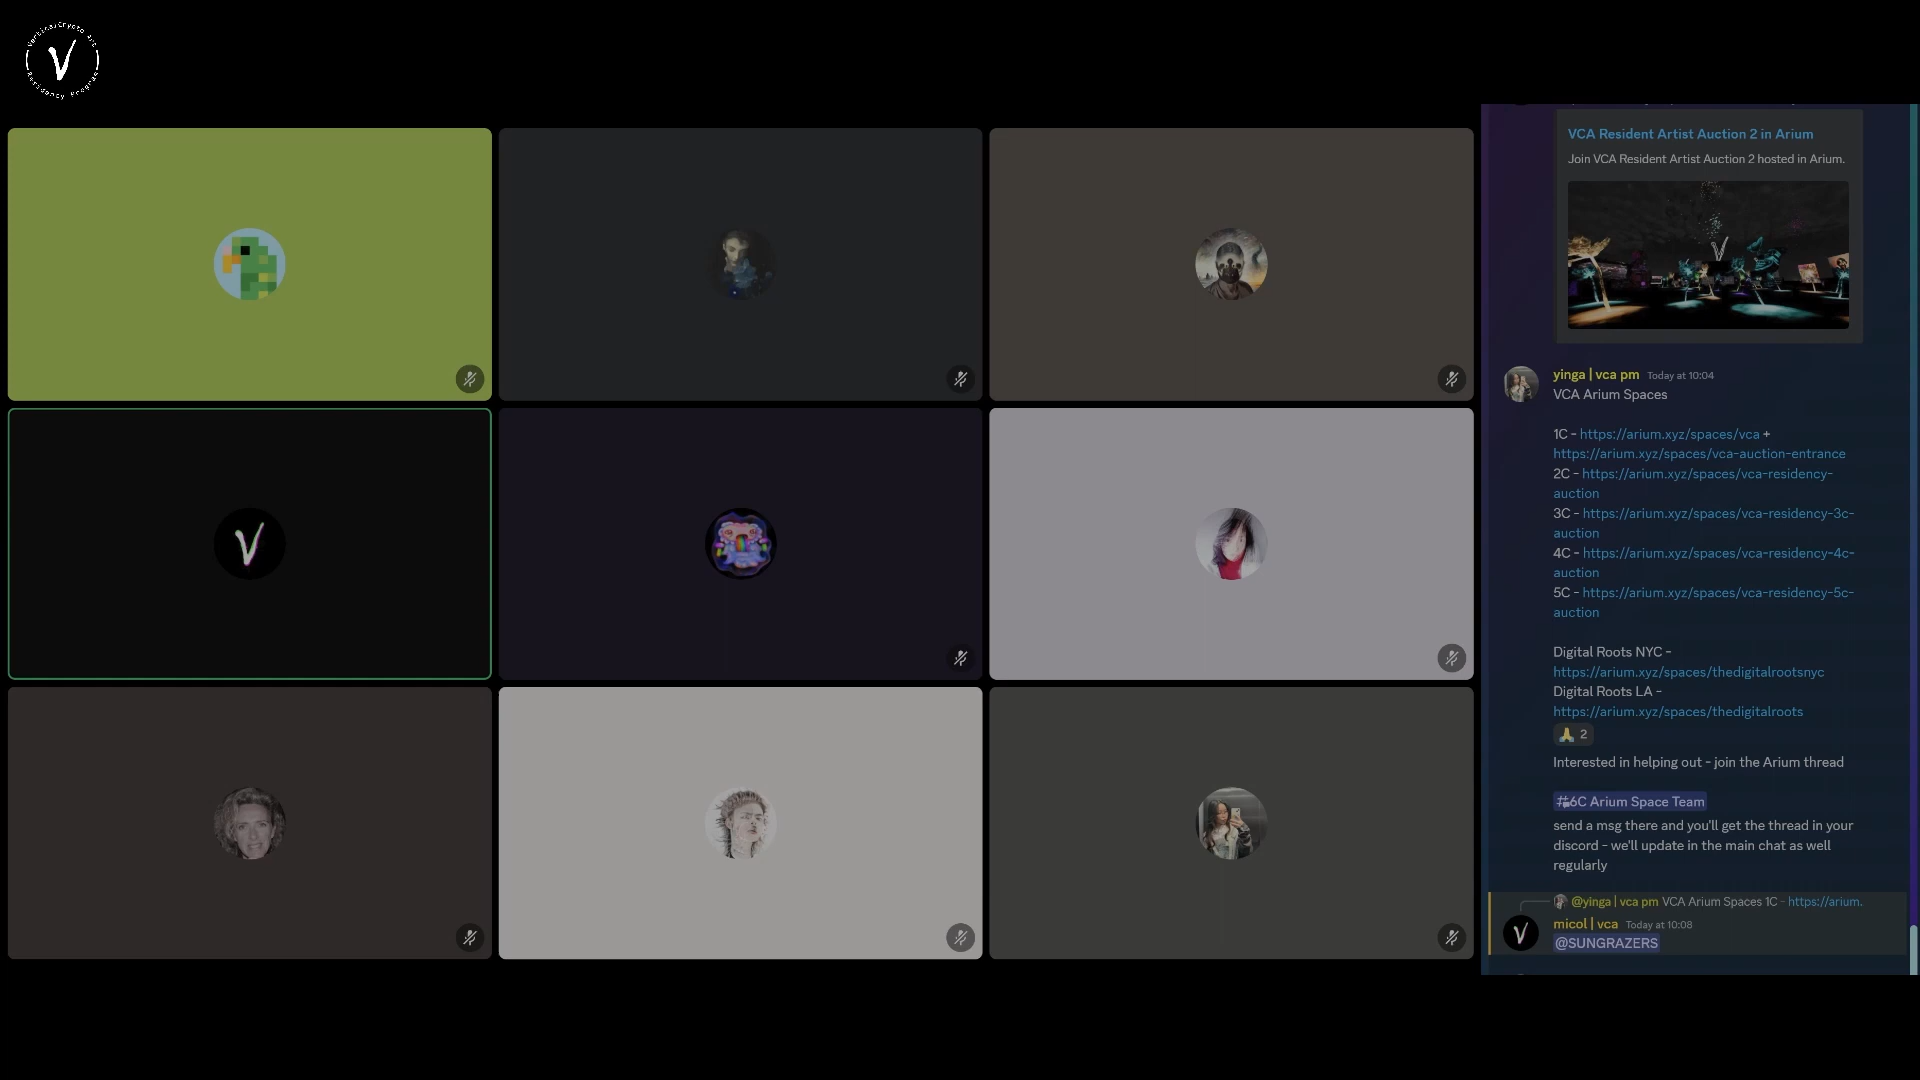 Vertical Crypto Art
Residency Program
VCA Resident Artist Auction 2 in Arium
Join VCA Resident Artist Auction 2 hosted in Arium.
yinga | vca pm Today at 10:04
VCA Arium Spaces
1C - https://arium.xyz/spaces/vca +
https://arium.xyz/spaces/vca-auction-entrance
2C - https://arium.xyz/spaces/vca-residency-
auction
3C - https://arium.xyz/spaces/vca-residency-3c-
auction
4C - https://arium.xyz/spaces/vca-residency-4c-
auction
5C - https://arium.xyz/spaces/vca-residency-5c-
auction
Digital Roots NYC -
https://arium.xyz/spaces/thedigitalrootsnyc
Digital Roots LA -
https://arium.xyz/spaces/thedigitalroots
🙏 2
Interested in helping out - join the Arium thread
#6C Arium Space Team
send a msg there and you'll get the thread in your
discord - we'll update in the main chat as well
regularly
@yinga | vca pm VCA Arium Spaces 1C - https://arium.
micol | vca Today at 10:08
@SUNGRAZERS